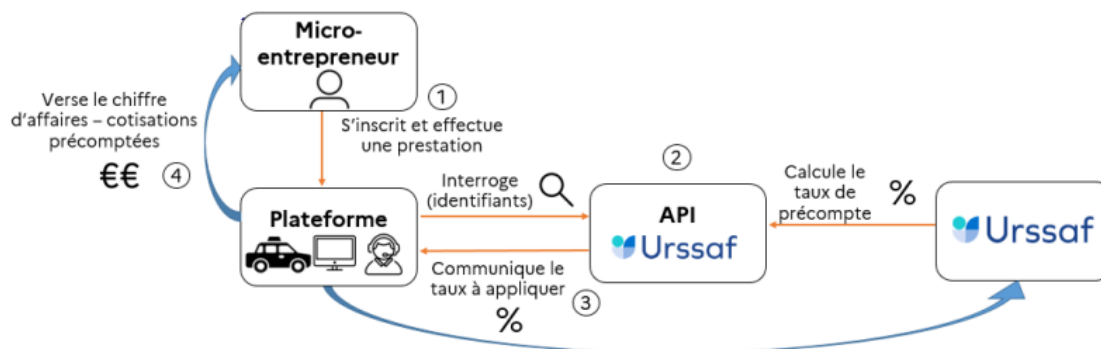 Micro-
entrepreneur
Verse le chiffre
d'affaires – cotisations
précomptées
€€
4
1
S'inscrit et effectue
une prestation
Plateforme
Interroge
(identifiants)
2
API
Urssaf
Calcule le
taux de
précompte
%
Urssaf
Communique le
taux à appliquer
3
%